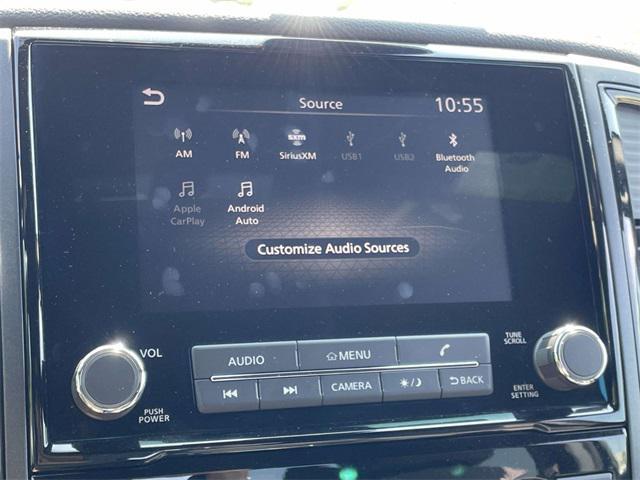 Source
10:55
AM
FM
sxm
SiriusXM
USB1
USB2
Bluetooth
Audio
Apple
CarPlay
Android
Auto
Customize Audio Sources
VOL
PUSH
POWER
AUDIO
MENU
CAMERA
BACK
TUNE
SCROLL
ENTER
SETTING